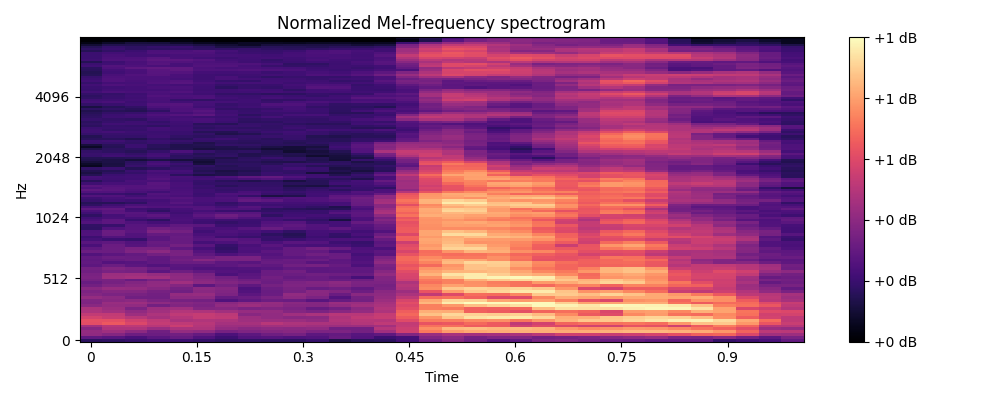 Normalized Mel-frequency spectrogram
Hz
4096
2048
1024
512
0
0 0.15 0.3 0.45 0.6 0.75 0.9
Time
+1 dB
+1 dB
+1 dB
+0 dB
+0 dB
+0 dB